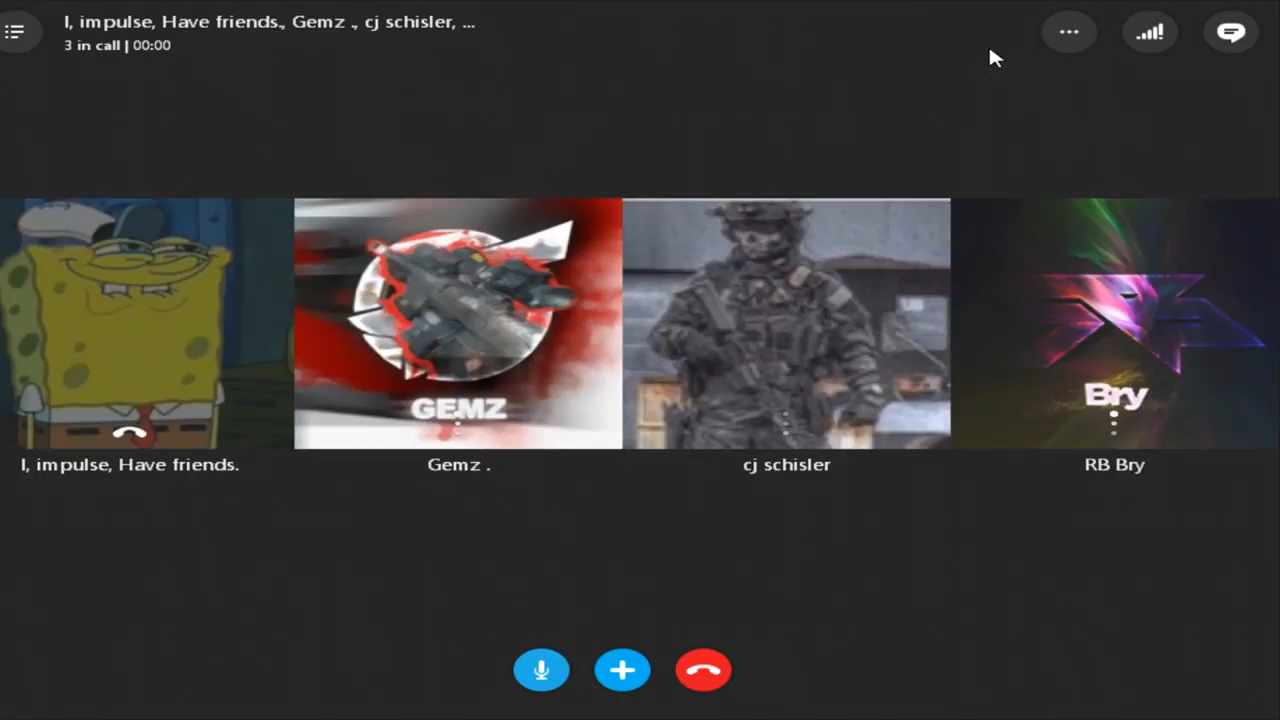 I, impulse, Have friends., Gemz ., cj schisler, ...
3 in call | 00:00
GEMZ
Bry
I, impulse, Have friends.
Gemz .
cj schisler
RB Bry